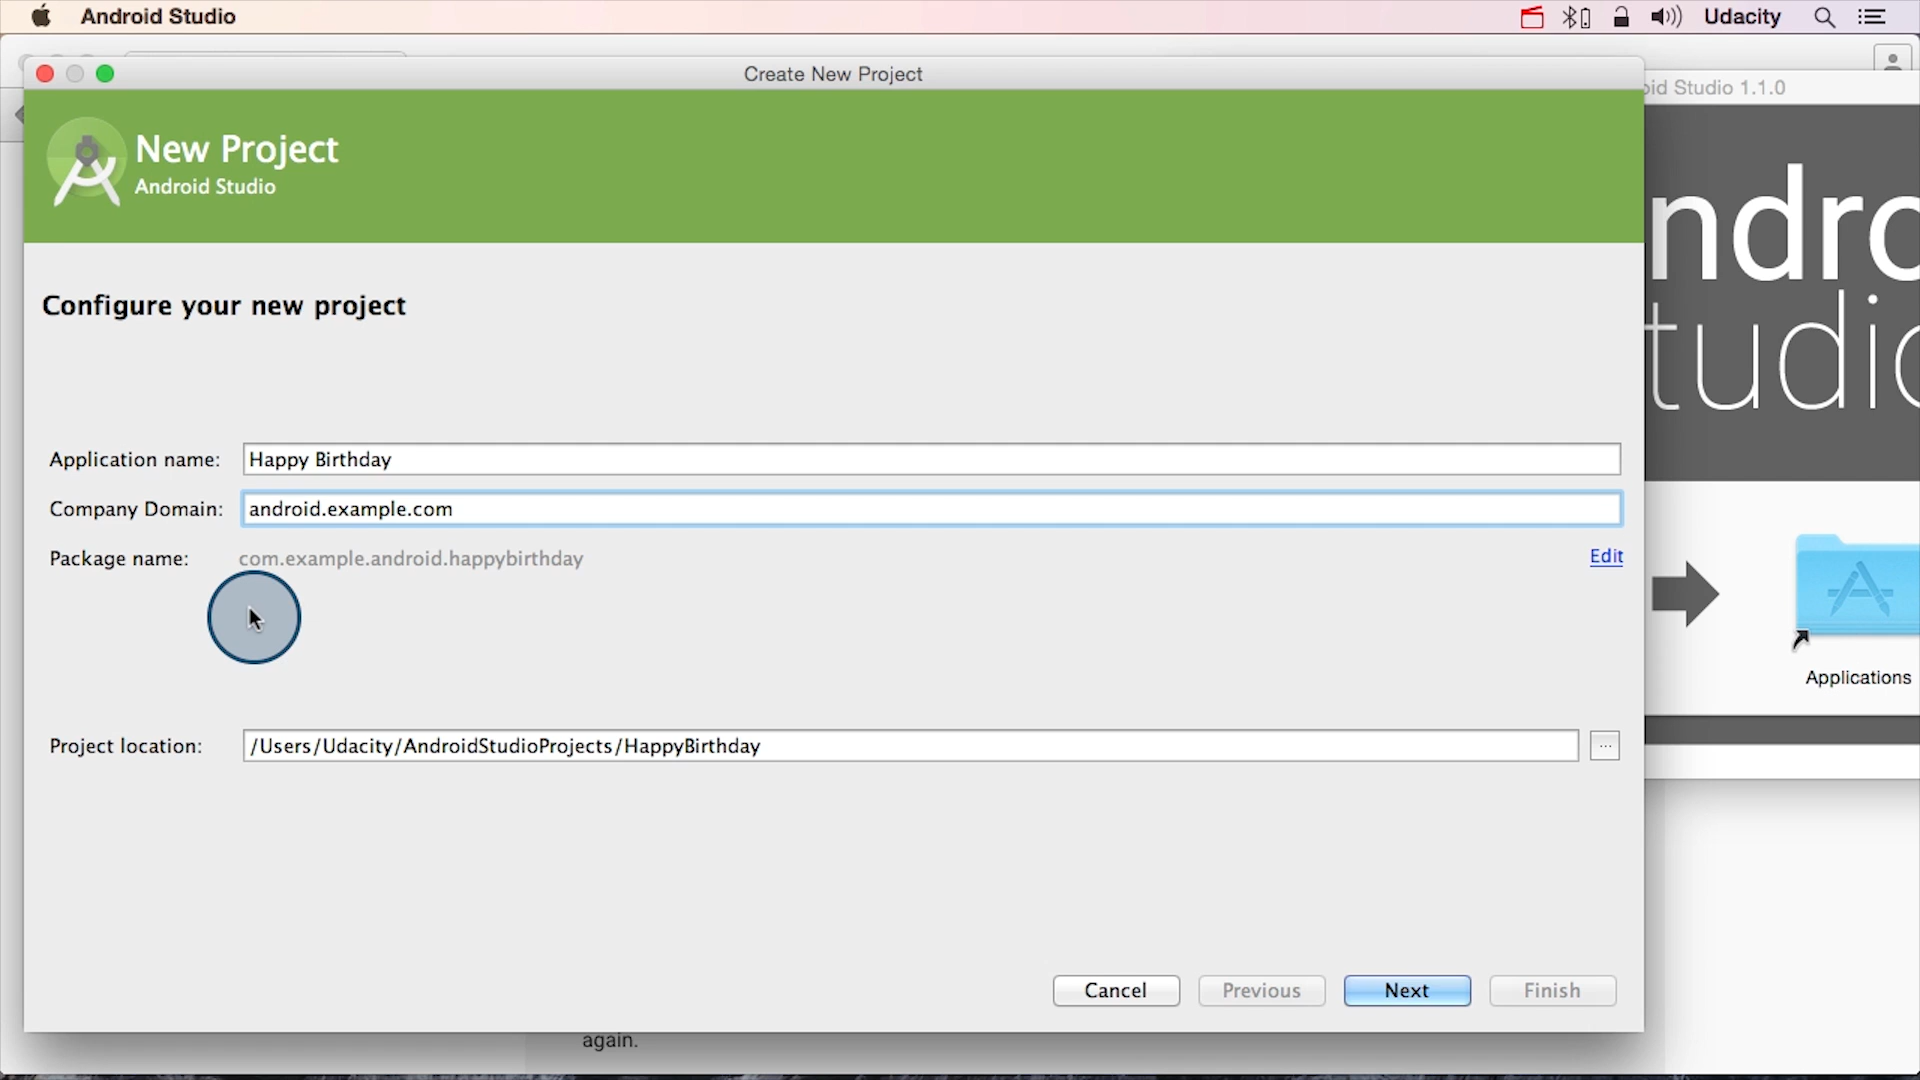 Android Studio
Udacity
Create New Project
oid Studio 1.1.0
New Project
Android Studio
ndro
tudio
Configure your new project
Application name: Happy Birthday
Company Domain: android.example.com
Package name: com.example.android.happybirthday Edit
Applications
Project location: /Users/Udacity/AndroidStudioProjects/HappyBirthday ...
Cancel Previous Next Finish
again.